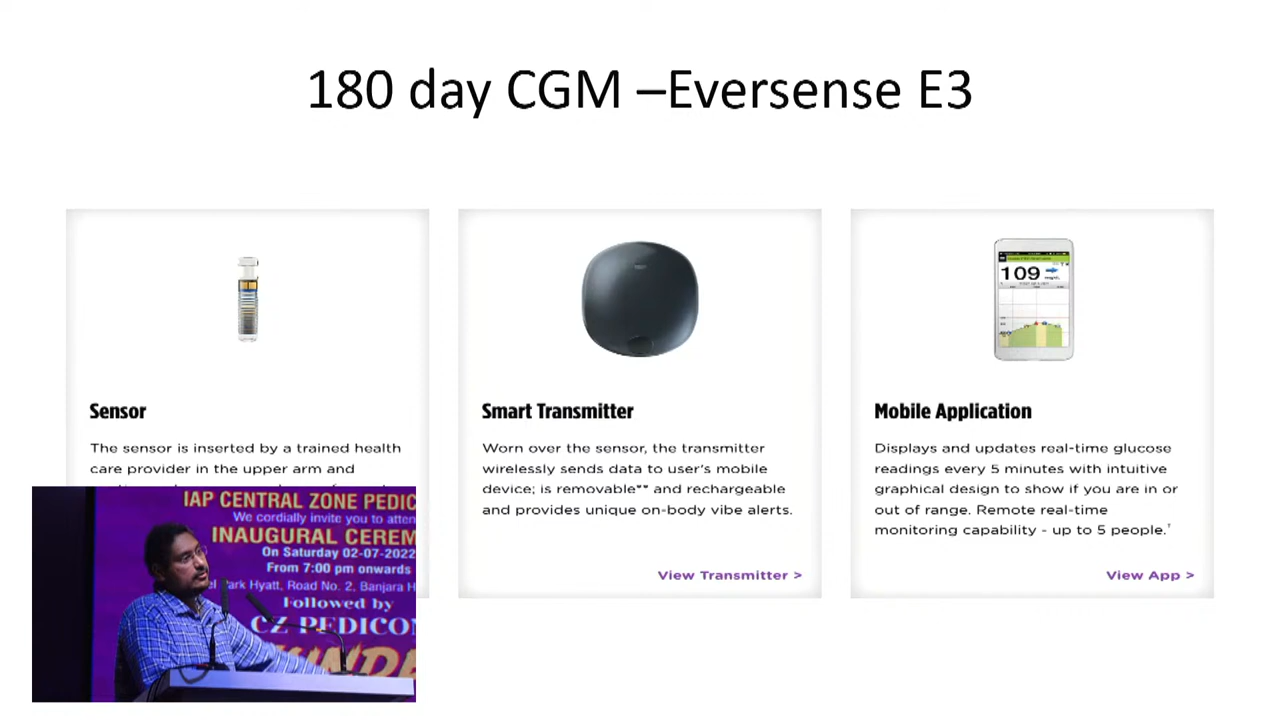 180 day CGM –Eversense E3
Sensor
The sensor is inserted by a trained health
care provider in the upper arm and
Smart Transmitter
Worn over the sensor, the transmitter
wirelessly sends data to user's mobile
device; is removable** and rechargeable
and provides unique on-body vibe alerts.
View Transmitter >
109
Mobile Application
Displays and updates real-time glucose
readings every 5 minutes with intuitive
graphical design to show if you are in or
out of range. Remote real-time
monitoring capability - up to 5 people.†
View App >
IAP CENTRAL ZONE PEDIC
We cordially invite you to atten
INAUGURAL CEREM
On Saturday 02-07-2022
From 7:00 pm onwards
Park Hyatt, Road No. 2, Banjara H
Followed by
CZ PEDICON